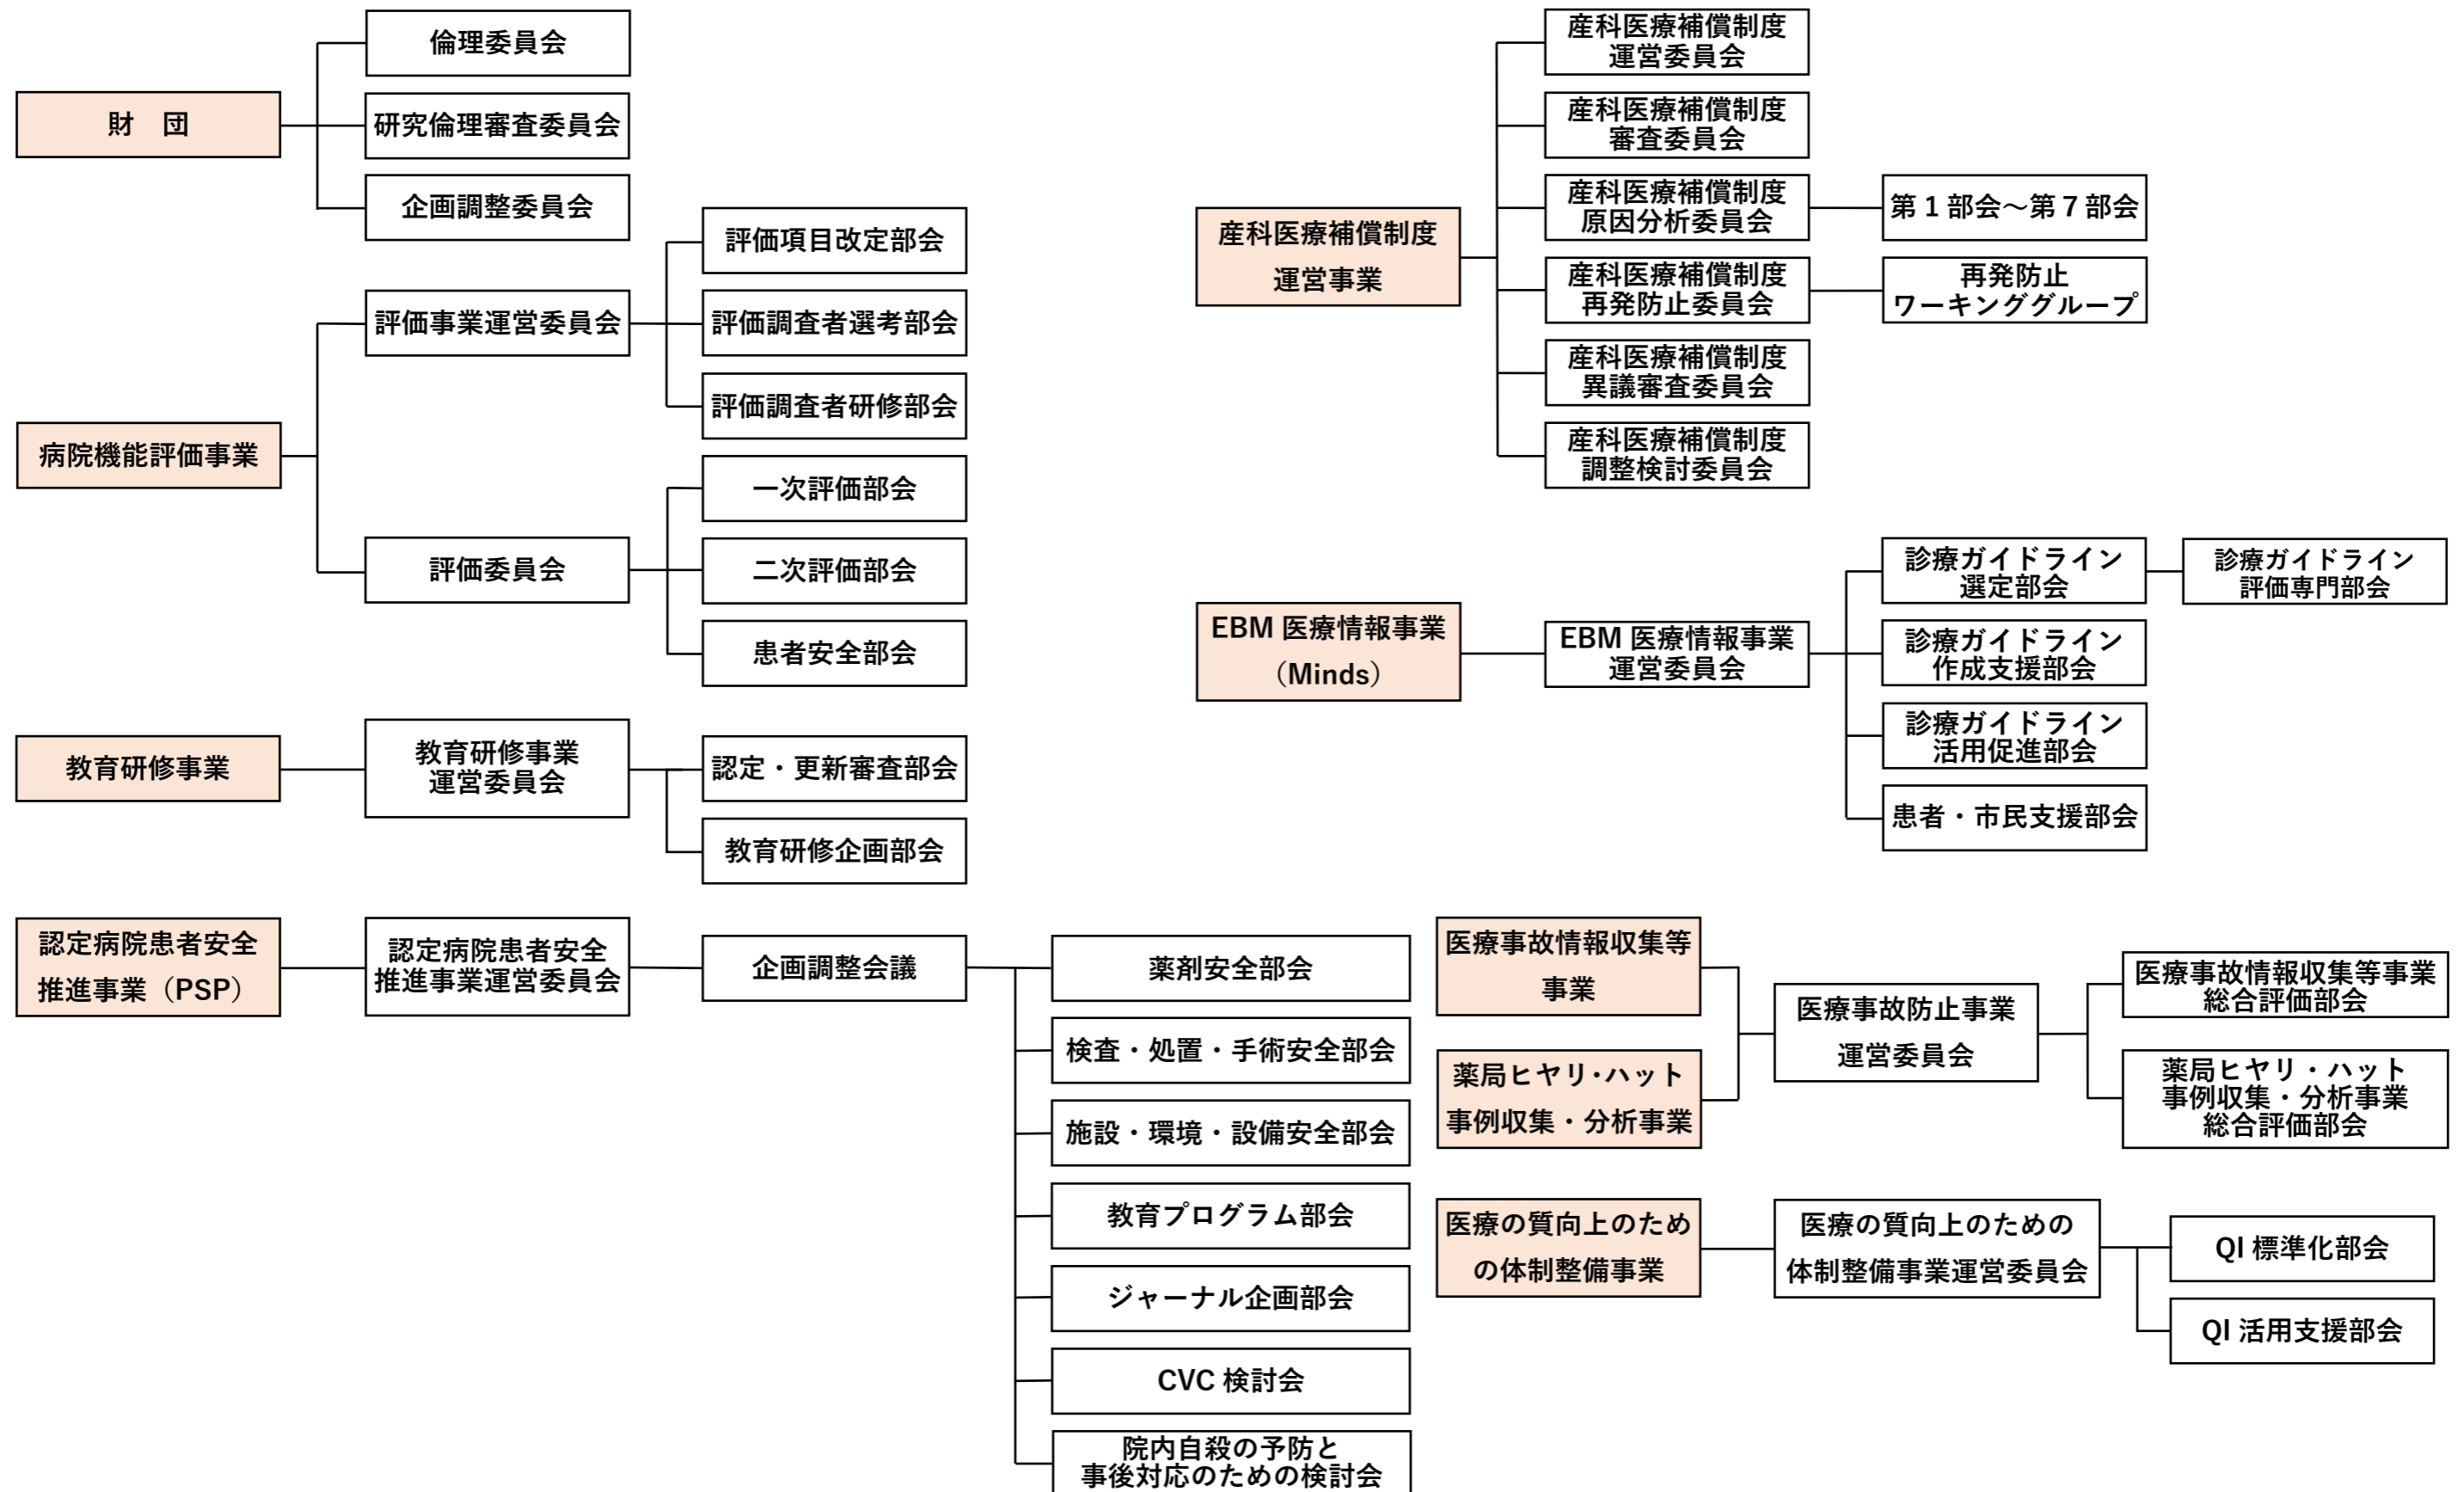 財　団
倫理委員会
研究倫理審査委員会
企画調整委員会
病院機能評価事業
評価事業運営委員会
評価項目改定部会
評価調査者選考部会
評価調査者研修部会
評価委員会
一次評価部会
二次評価部会
患者安全部会
教育研修事業
教育研修事業
運営委員会
認定・更新審査部会
教育研修企画部会
認定病院患者安全
推進事業（PSP）
認定病院患者安全
推進事業運営委員会
企画調整会議
薬剤安全部会
検査・処置・手術安全部会
施設・環境・設備安全部会
教育プログラム部会
ジャーナル企画部会
CVC 検討会
院内自殺の予防と
事後対応のための検討会
産科医療補償制度
運営事業
産科医療補償制度
運営委員会
産科医療補償制度
審査委員会
産科医療補償制度
原因分析委員会
第１部会～第７部会
産科医療補償制度
再発防止委員会
再発防止
ワーキンググループ
産科医療補償制度
異議審査委員会
産科医療補償制度
調整検討委員会
EBM 医療情報事業
（Minds）
EBM 医療情報事業
運営委員会
診療ガイドライン
選定部会
診療ガイドライン
評価専門部会
診療ガイドライン
作成支援部会
診療ガイドライン
活用促進部会
患者・市民支援部会
医療事故情報収集等
事業
薬局ヒヤリ・ハット
事例収集・分析事業
医療事故防止事業
運営委員会
医療事故情報収集等事業
総合評価部会
薬局ヒヤリ・ハット
事例収集・分析事業
総合評価部会
医療の質向上のため
の体制整備事業
医療の質向上のための
体制整備事業運営委員会
QI 標準化部会
QI 活用支援部会